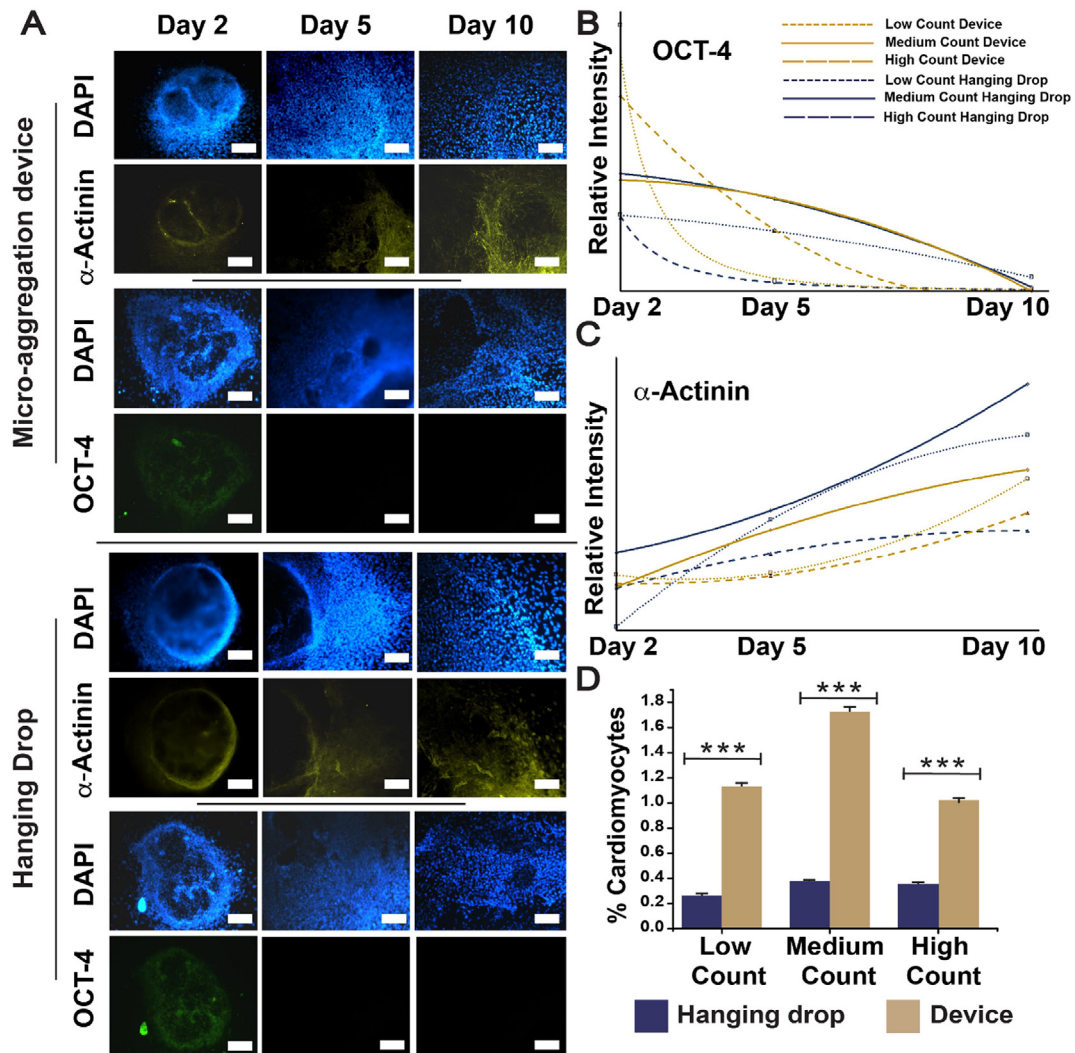 A
Day 2
Day 5
Day 10
Micro-aggregation device
DAPI
α-Actinin
DAPI
OCT-4
Hanging Drop
DAPI
α-Actinin
DAPI
OCT-4
B
OCT-4
Low Count Device
Medium Count Device
High Count Device
Low Count Hanging Drop
Medium Count Hanging Drop
High Count Hanging Drop
Relative Intensity
Day 2
Day 5
Day 10
C
α-Actinin
Relative Intensity
Day 2
Day 5
Day 10
D
% Cardiomyocytes
1.8
1.6
1.4
1.2
1.0
0.8
0.6
0.4
0.2
0.0
***
***
***
Low Count
Medium Count
High Count
Hanging drop
Device